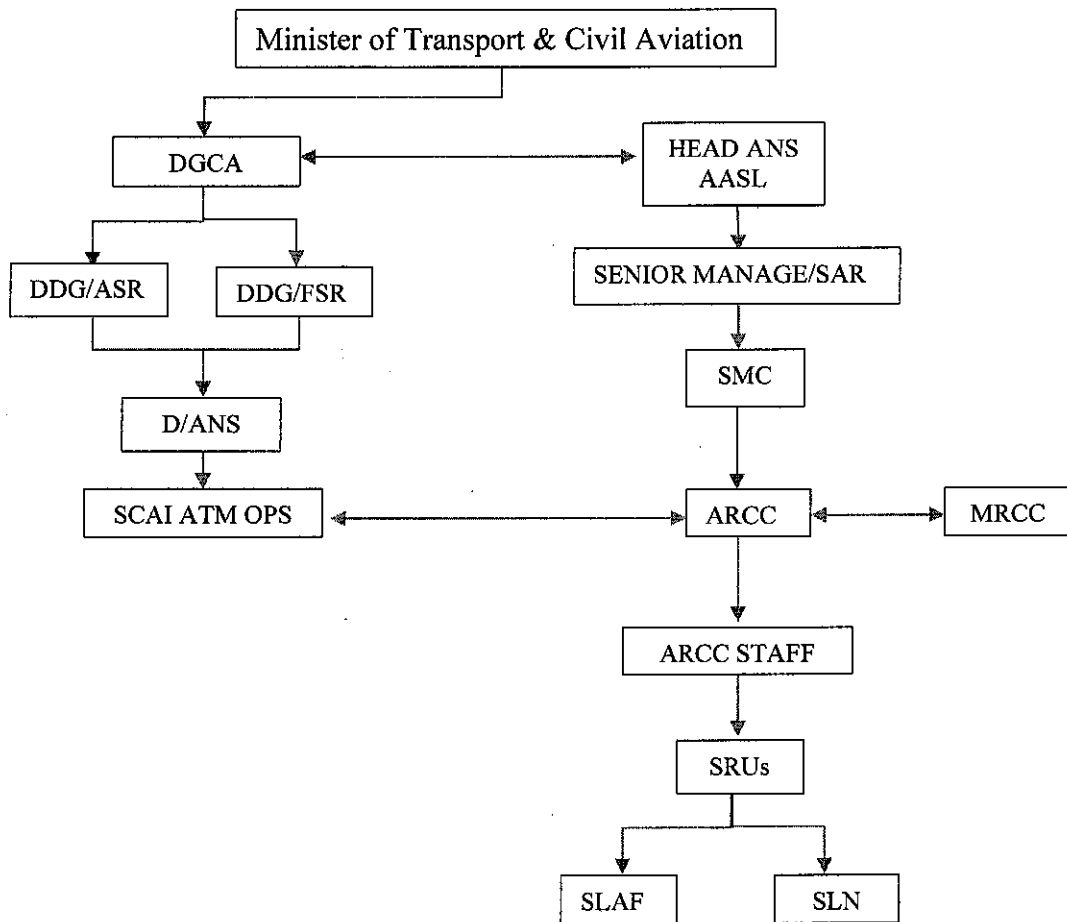 Minister of Transport & Civil Aviation
DGCA
HEAD ANS
AASL
DDG/ASR
DDG/FSR
SENIOR MANAGE/SAR
SMC
D/ANS
SCAI ATM OPS
ARCC
MRCC
ARCC STAFF
SRUs
SLAF
SLN